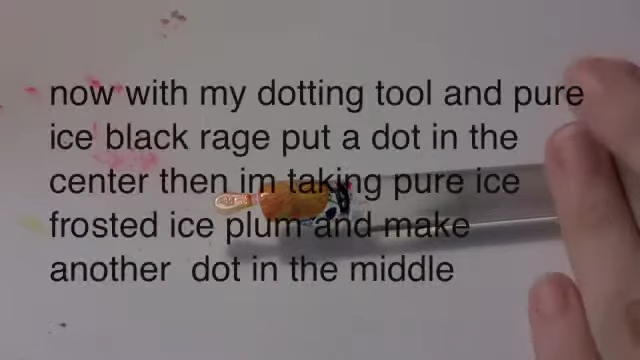 now with my dotting tool and pure
ice black rage put a dot in the
center then im taking pure ice
frosted ice plum and make
another  dot in the middle